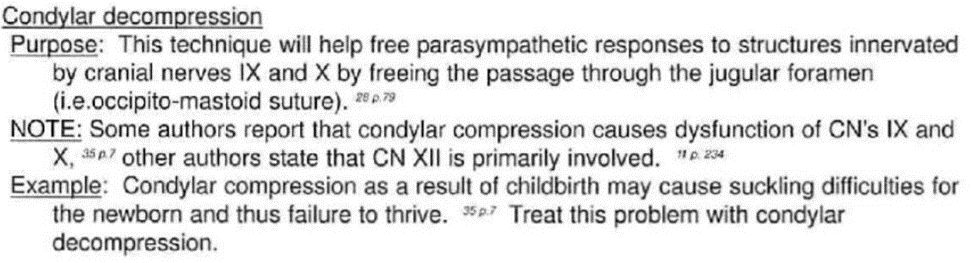 Condylar decompression
Purpose: This technique will help free parasympathetic responses to structures innervated
by cranial nerves IX and X by freeing the passage through the jugular foramen
(i.e.occipito-mastoid suture). 28 p.79
NOTE: Some authors report that condylar compression causes dysfunction of CN's IX and
X, 35 p.7 other authors state that CN XII is primarily involved. 11 p. 234
Example: Condylar compression as a result of childbirth may cause suckling difficulties for
the newborn and thus failure to thrive. 35 p.7 Treat this problem with condylar
decompression.